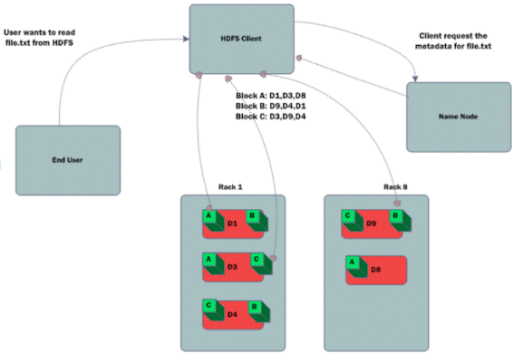 User wants to read
file.txt from HDFS
HDFS Client
Client request the
metadata for file.txt
Block A: D1,D3,D8
Block B: D9,D4,D1
Block C: D3,D9,D4
Name Node
End User
Rack 1
Rack 8
A D1 B
C D9 B
A D3 C
A D8
C D4 B